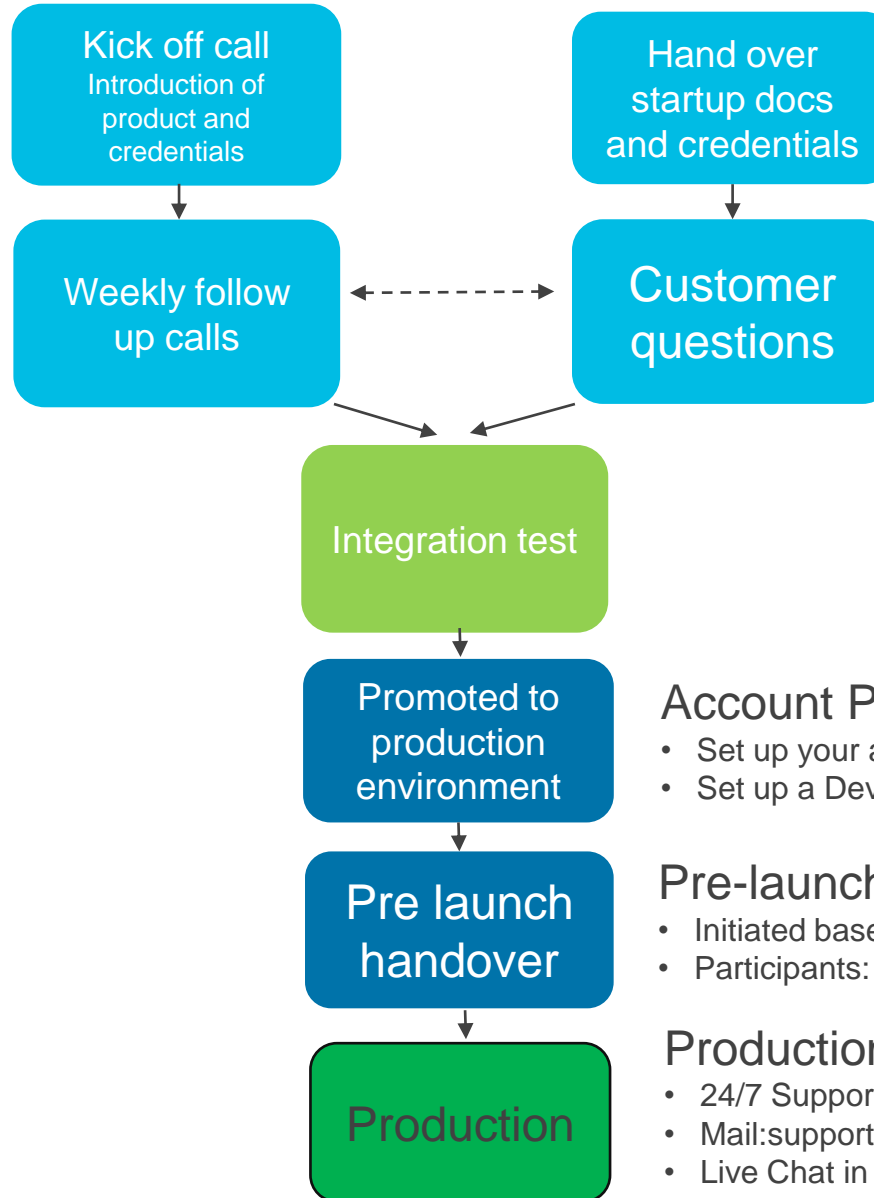 Kick off call
Introduction of
product and
credentials
Hand over
startup docs
and credentials
Weekly follow
up calls
Customer
questions
Integration test
Promoted to
production
environment
Account P
• Set up your a
• Set up a Dev
Pre launch
handover
Pre-launch
• Initiated base
• Participants:
Production
Production
• 24/7 Suppor
• Mail:support
• Live Chat in